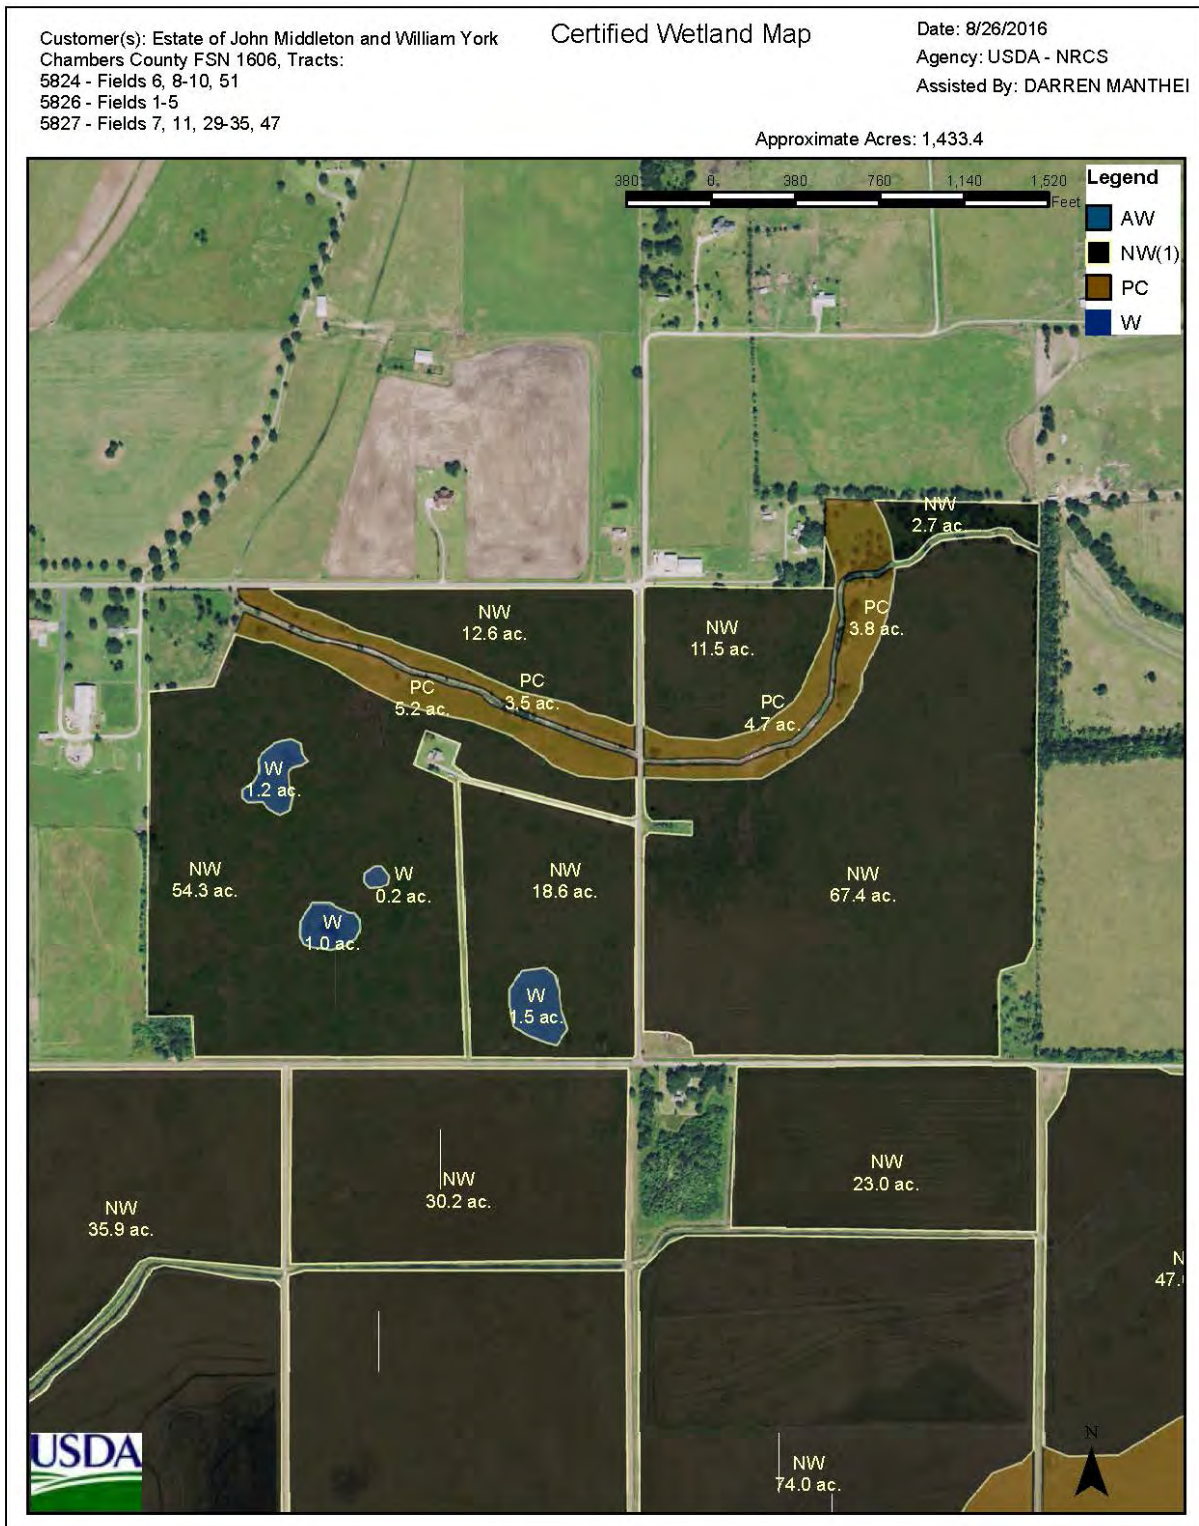 Customer(s): Estate of John Middleton and William York
Chambers County FSN 1606, Tracts:
5824 - Fields 6, 8-10, 51
5826 - Fields 1-5
5827 - Fields 7, 11, 29-35, 47
Certified Wetland Map
Date: 8/26/2016
Agency: USDA - NRCS
Assisted By: DARREN MANTHEI
Approximate Acres: 1,433.4
380 0 380 760 1,140 1,520
Feet
Legend
AW
NW(1)
PC
W
NW
2.7 ac.
NW
12.6 ac.
NW
11.5 ac.
PC
3.8 ac.
PC
5.2 ac.
PC
3.5 ac.
PC
4.7 ac.
W
1.2 ac.
NW
54.3 ac.
W
0.2 ac.
W
1.0 ac.
NW
18.6 ac.
NW
67.4 ac.
W
1.5 ac.
NW
35.9 ac.
NW
30.2 ac.
NW
23.0 ac.
N
47.
NW
74.0 ac.
USDA
N